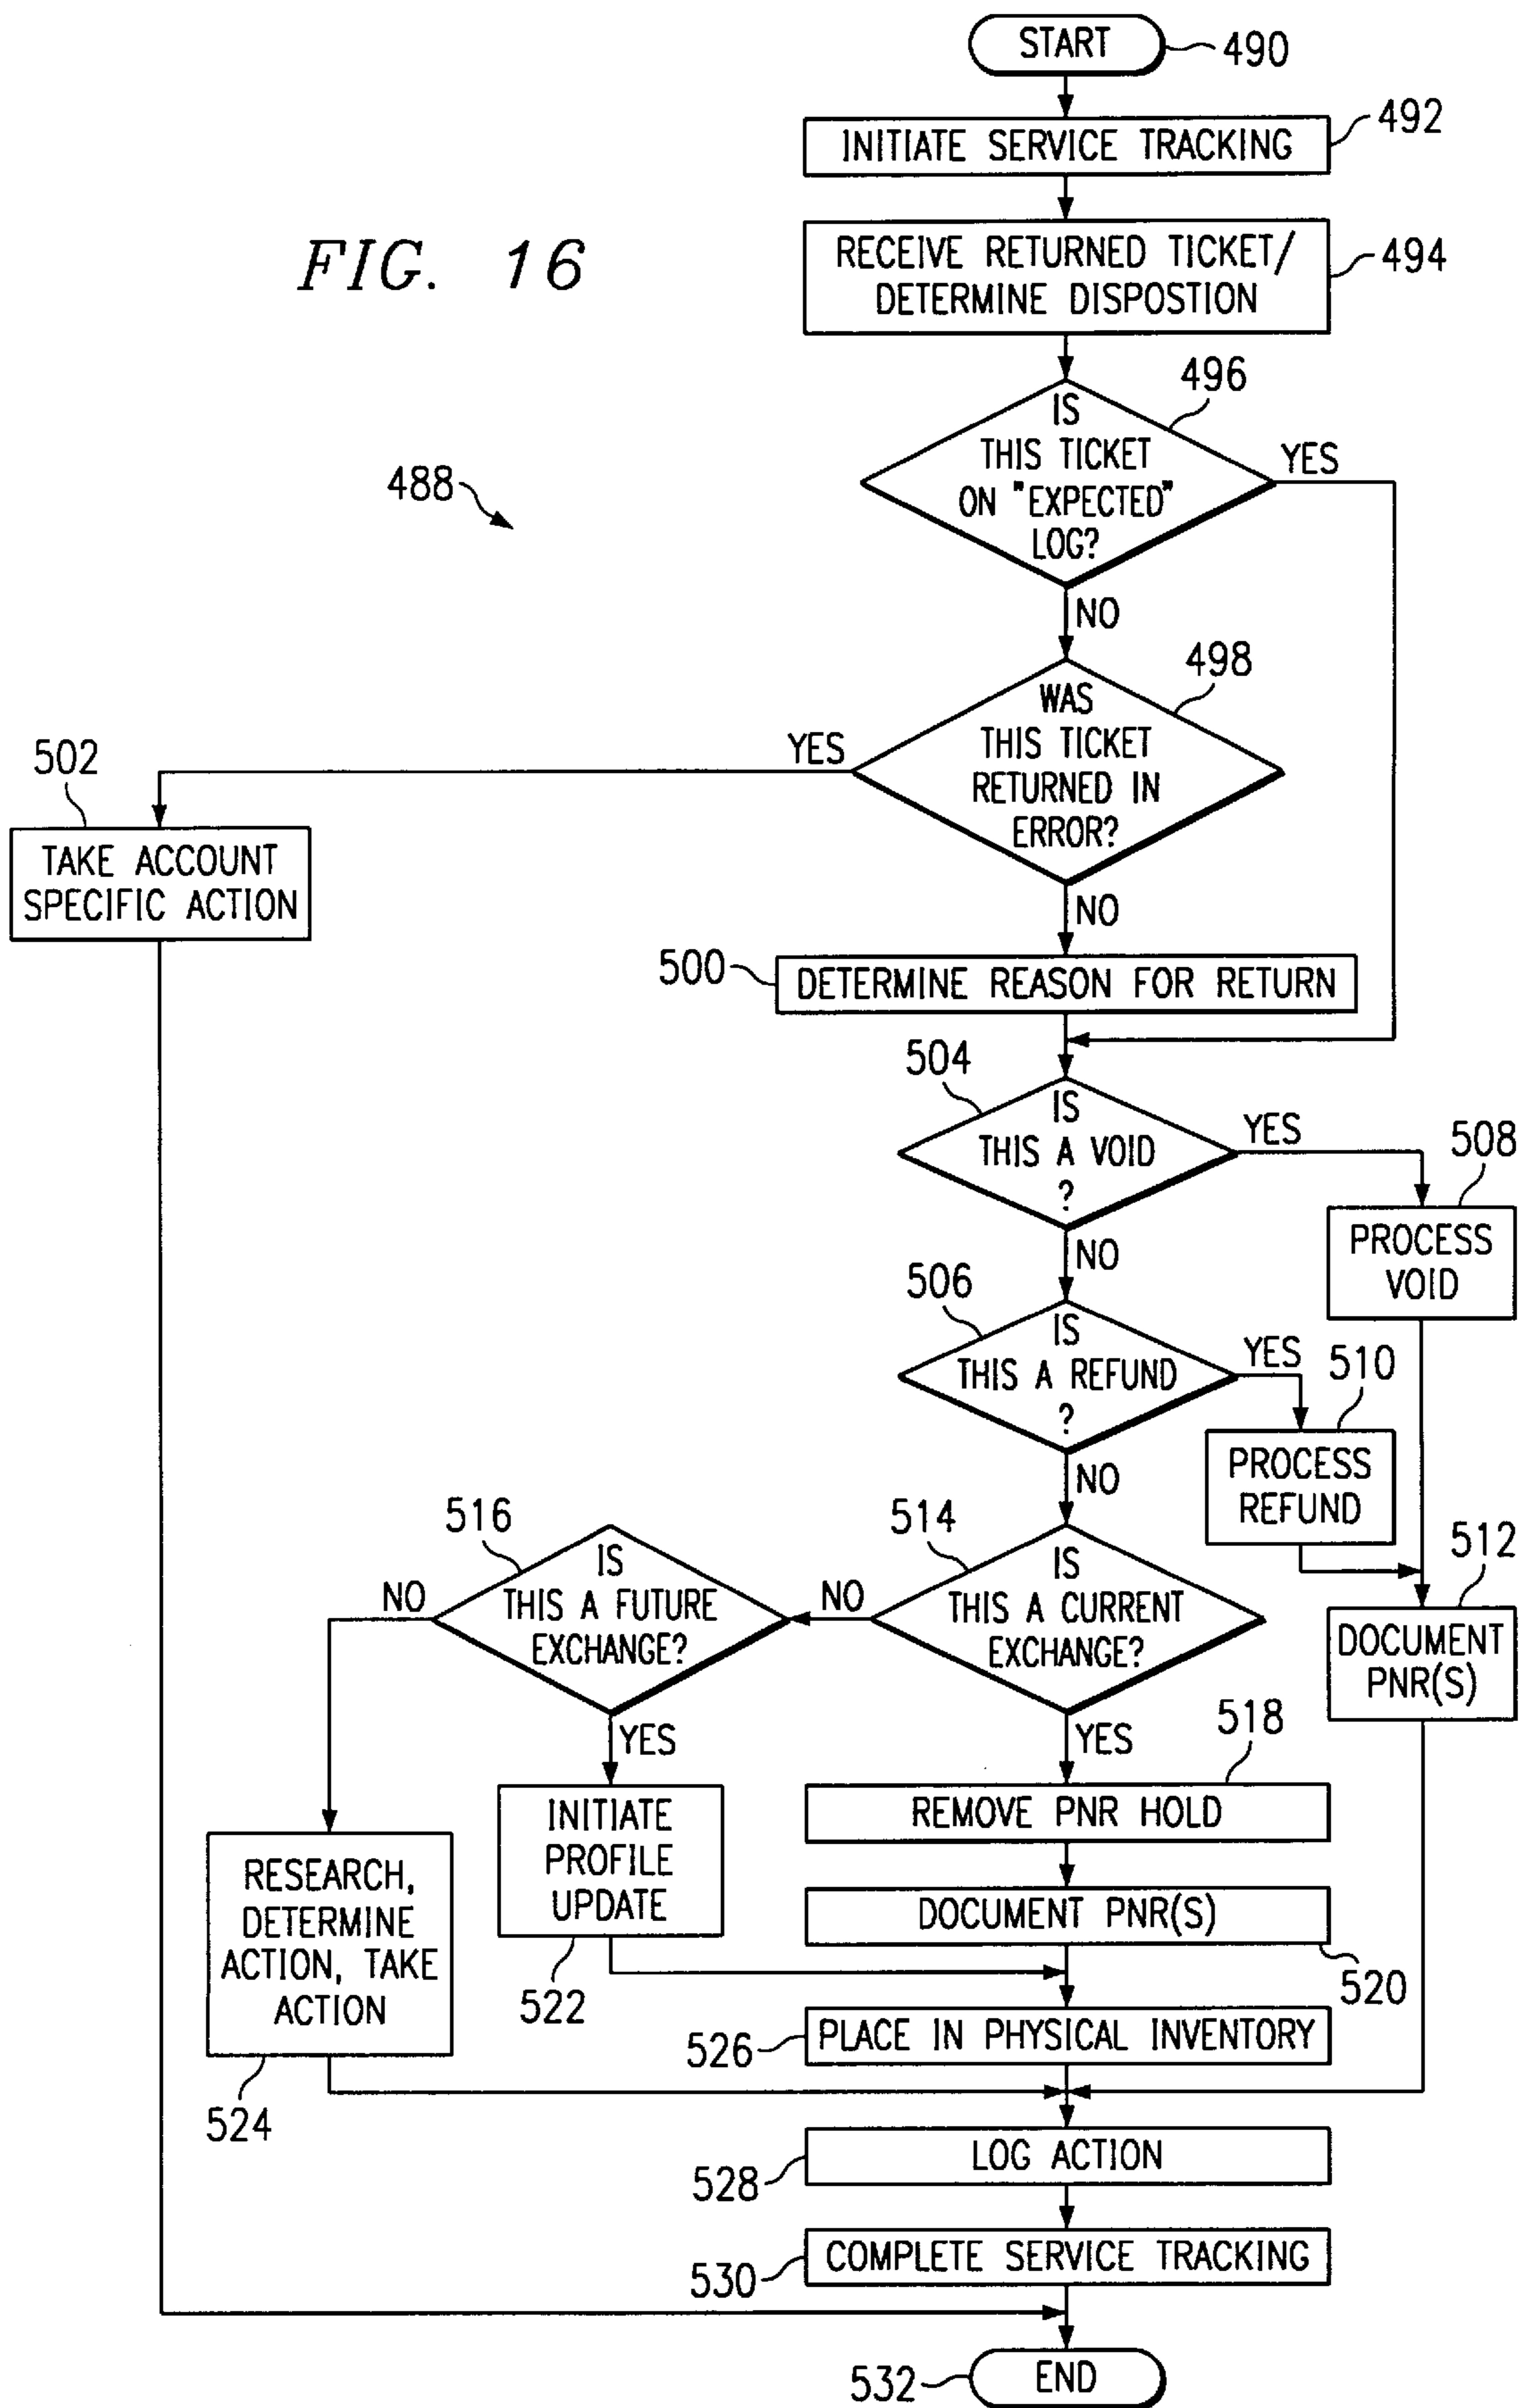 START
490
INITIATE SERVICE TRACKING
492
FIG. 16
RECEIVE RETURNED TICKET/
DETERMINE DISPOSTION
494
488
496
IS
THIS TICKET
ON "EXPECTED"
LOG?
YES
NO
498
WAS
THIS TICKET
RETURNED IN
ERROR?
YES
NO
502
TAKE ACCOUNT
SPECIFIC ACTION
500
DETERMINE REASON FOR RETURN
504
IS
THIS A VOID
?
YES
NO
508
PROCESS
VOID
506
IS
THIS A REFUND
?
YES
NO
510
PROCESS
REFUND
512
DOCUMENT
PNR(S)
514
IS
THIS A CURRENT
EXCHANGE?
NO
YES
516
IS
THIS A FUTURE
EXCHANGE?
NO
YES
518
REMOVE PNR HOLD
INITIATE
PROFILE
UPDATE
522
DOCUMENT PNR(S)
520
RESEARCH,
DETERMINE
ACTION, TAKE
ACTION
524
526
PLACE IN PHYSICAL INVENTORY
LOG ACTION
528
COMPLETE SERVICE TRACKING
530
END
532